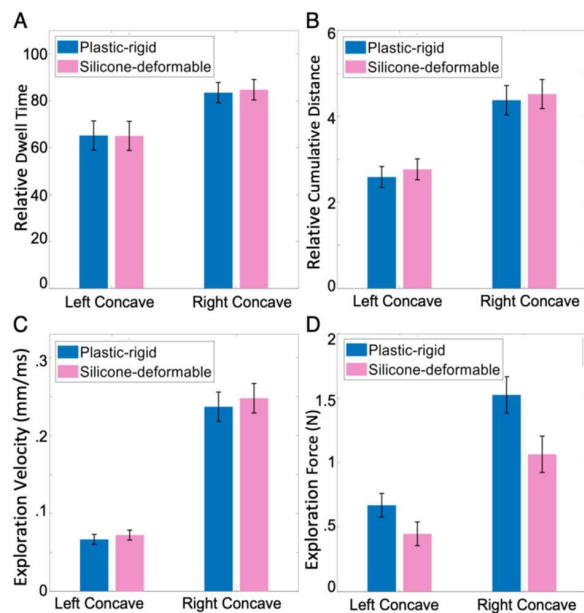 A
100
80
60
40
20
0
Relative Dwell Time
Plastic-rigid
Silicone-deformable
Left Concave Right Concave
B
6
4
2
0
Relative Cumulative Distance
Plastic-rigid
Silicone-deformable
Left Concave Right Concave
C
.3
.2
.1
0
Exploration Velocity (mm/ms)
Plastic-rigid
Silicone-deformable
Left Concave Right Concave
D
2
1.5
1
.5
0
Exploration Force (N)
Plastic-rigid
Silicone-deformable
Left Concave Right Concave